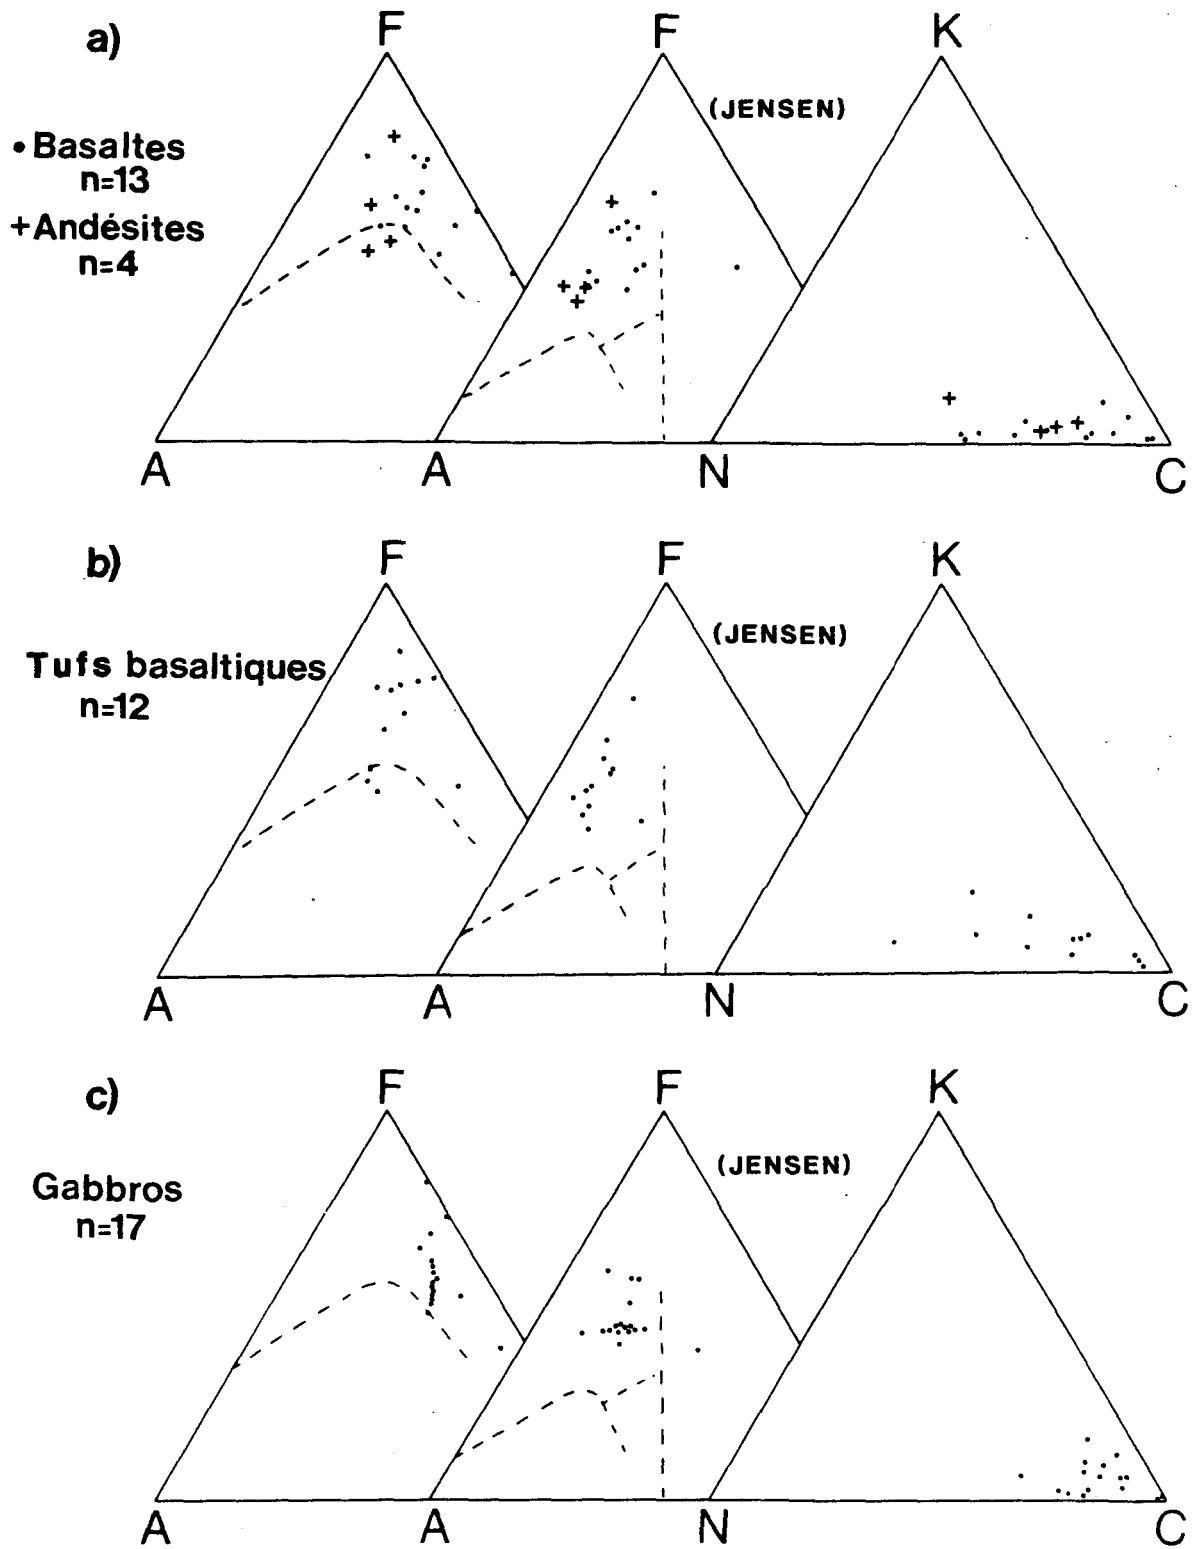 a)
F
F
K
(JENSEN)
• Basaltes
n=13
+ Andésites
n=4
A
A
N
C
b)
F
F
K
(JENSEN)
Tufs basaltiques
n=12
A
A
N
C
c)
F
F
K
(JENSEN)
Gabbros
n=17
A
A
N
C